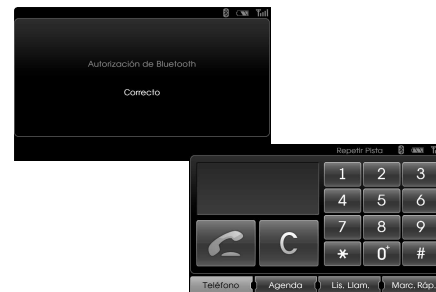 Autorización de Bluetooth
Correcto
Repetir Pista
1 2 3
4 5 6
7 8 9
C
* 0+ #
Teléfono Agenda Lis. Llam. Marc. Ráp.